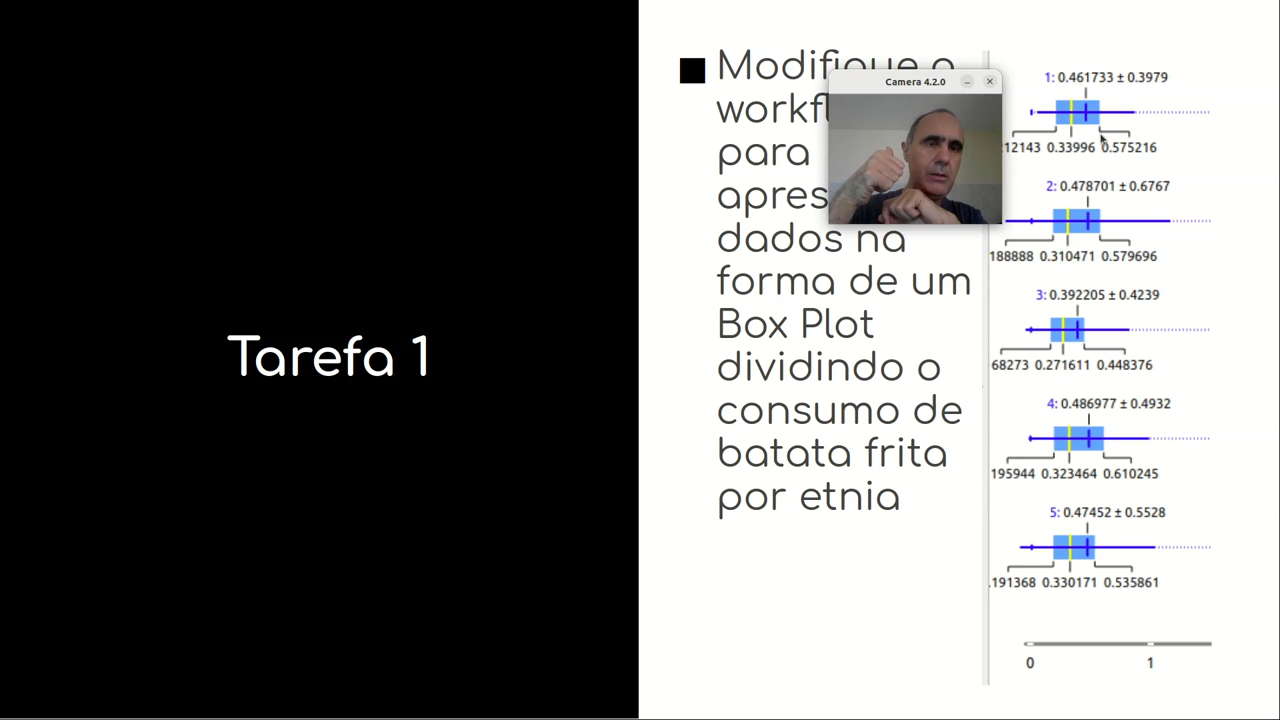 Tarefa 1
Modifique o
para
dados na
forma de um
Box Plot
dividindo o
consumo de
batata frita
por etnia
Camera 4.2.0
1: 0.461733 ± 0.3979
12143 0.33996 0.575216
2: 0.478701 ± 0.6767
188888 0.310471 0.579696
3: 0.392205 ± 0.4239
68273 0.271611 0.448376
4: 0.486977 ± 0.4932
195944 0.323464 0.610245
5: 0.47452 ± 0.5528
.191368 0.330171 0.535861
0 1